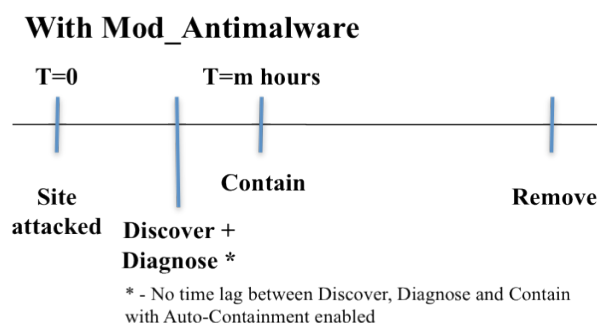 With Mod_Antimalware
T=0
T=m hours
Site
attacked
Discover +
Diagnose *
Contain
Remove
* - No time lag between Discover, Diagnose and Contain
with Auto-Containment enabled